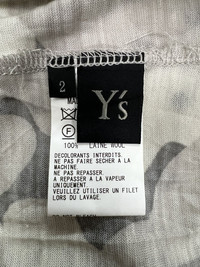 2
Y's
F
100% LAINE WOOL
DECOLORANTS INTERDITS.
NE PAS FAIRE SECHER A LA
MACHINE.
NE PAS REPASSER.
A REPASSER A LA VAPEUR
UNIQUEMENT.
VEUILLEZ UTILISER UN FILET
LORS DU LAVAGE.